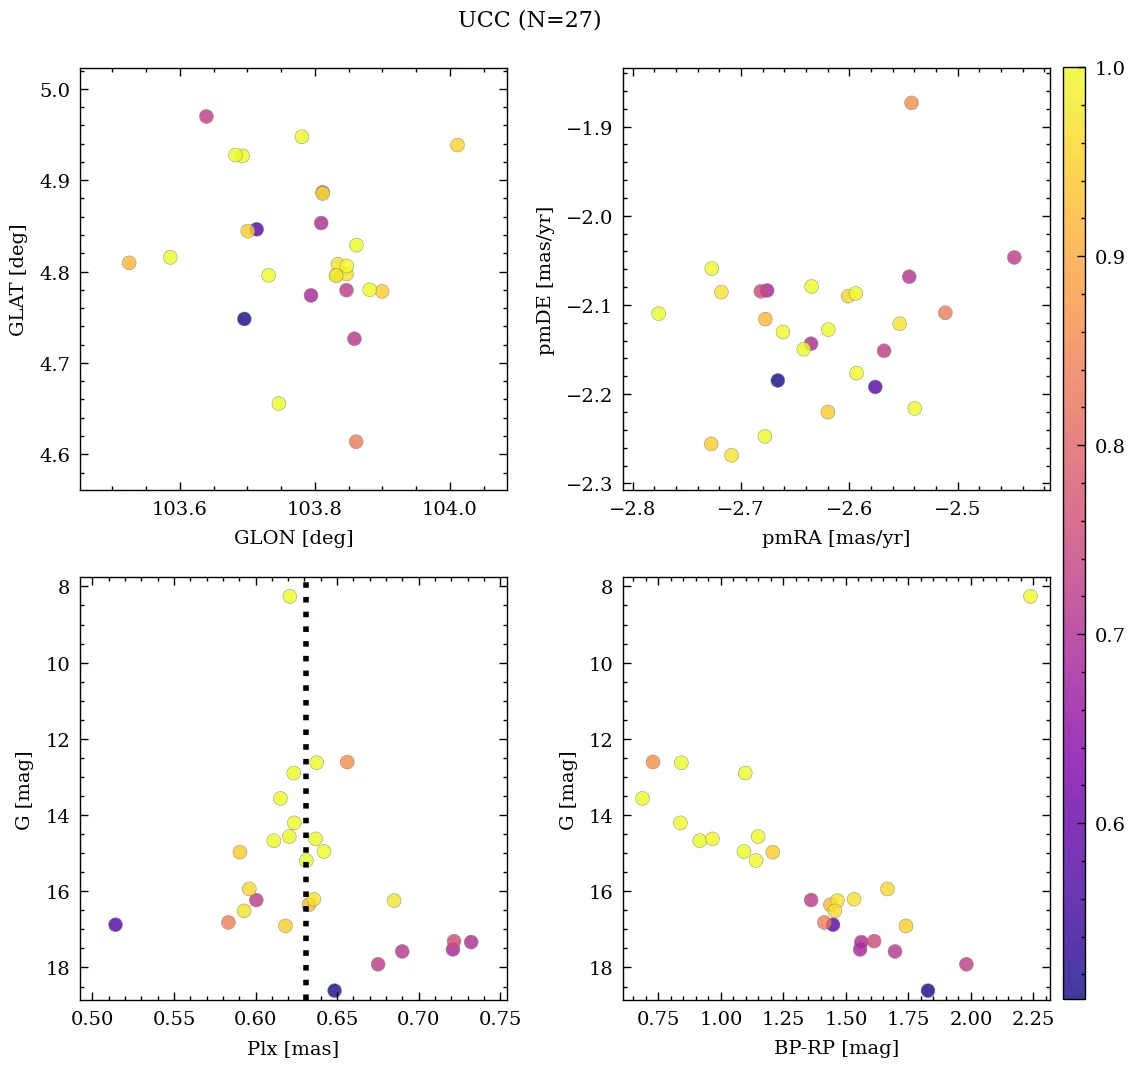 UCC (N=27)
5.0
4.9
4.8
4.7
4.6
GLAT [deg]
103.6 103.8 104.0
GLON [deg]
−1.9
−2.0
−2.1
−2.2
−2.3
pmDE [mas/yr]
−2.8 −2.7 −2.6 −2.5
pmRA [mas/yr]
1.0
0.9
0.8
0.7
0.6
8
10
12
14
16
18
G [mag]
0.50 0.55 0.60 0.65 0.70 0.75
Plx [mas]
8
10
12
14
16
18
G [mag]
0.75 1.00 1.25 1.50 1.75 2.00 2.25
BP-RP [mag]